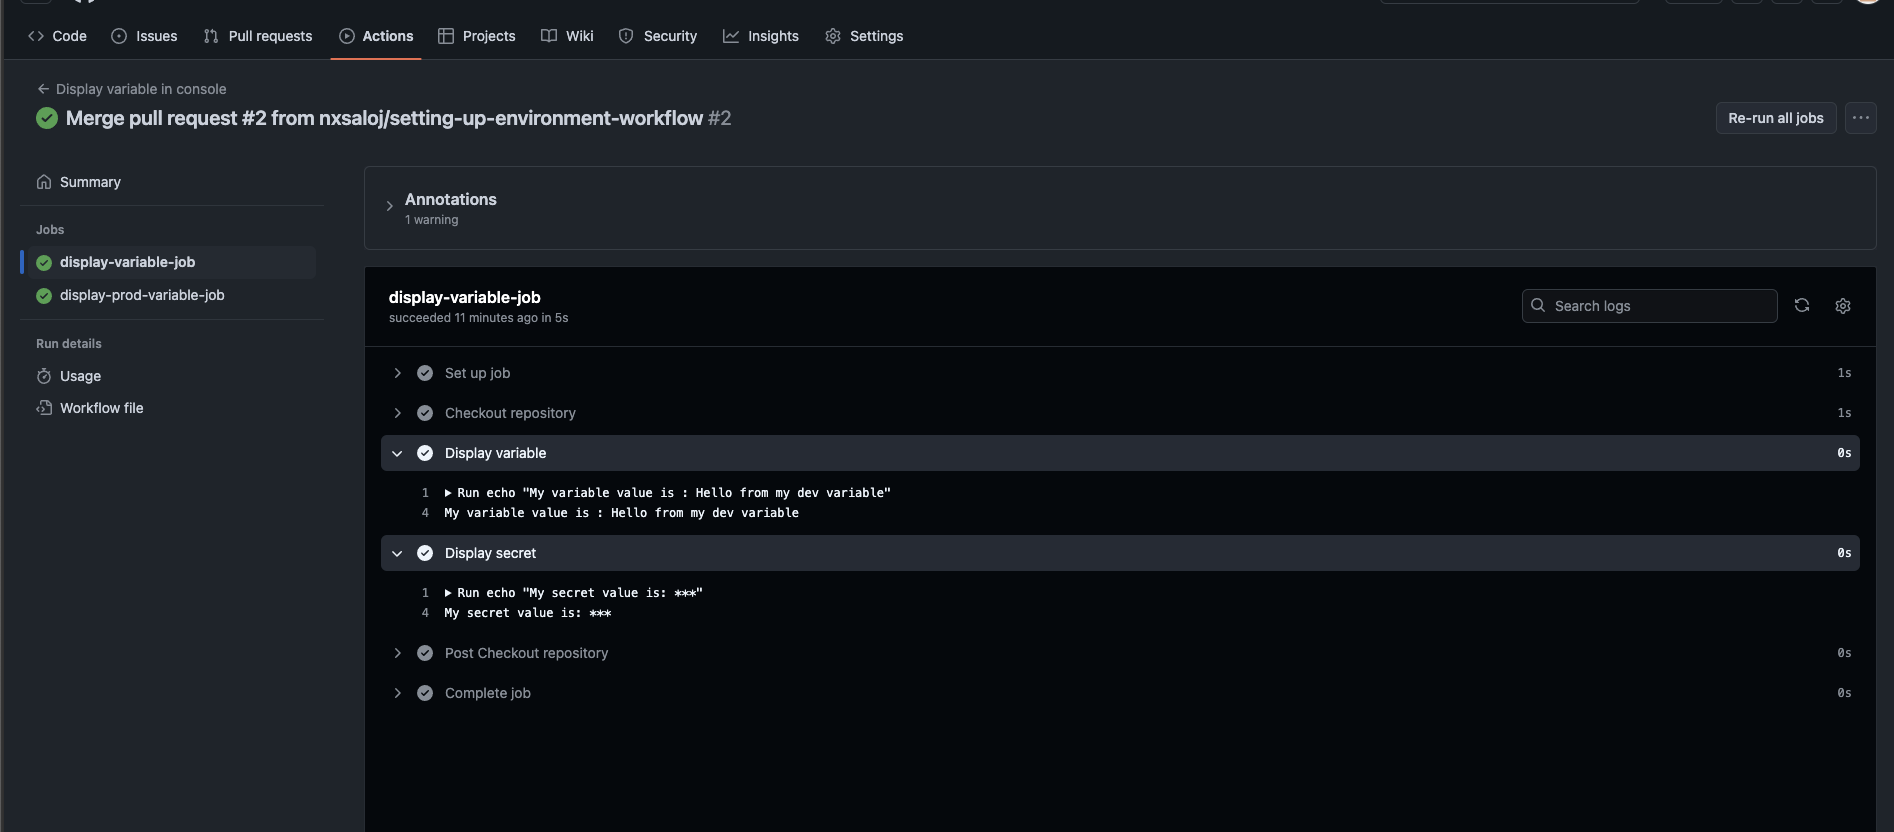 Code Issues Pull requests Actions Projects Wiki Security Insights Settings
Display variable in console
Merge pull request #2 from nxsaloj/setting-up-environment-workflow #2
Re-run all jobs
Summary
Jobs
display-variable-job
display-prod-variable-job
Run details
Usage
Workflow file
Annotations
1 warning
display-variable-job
succeeded 11 minutes ago in 5s
Search logs
Set up job 1s
Checkout repository 1s
Display variable 0s
1 Run echo "My variable value is : Hello from my dev variable"
4 My variable value is : Hello from my dev variable
Display secret 0s
1 Run echo "My secret value is: ***"
4 My secret value is: ***
Post Checkout repository 0s
Complete job 0s